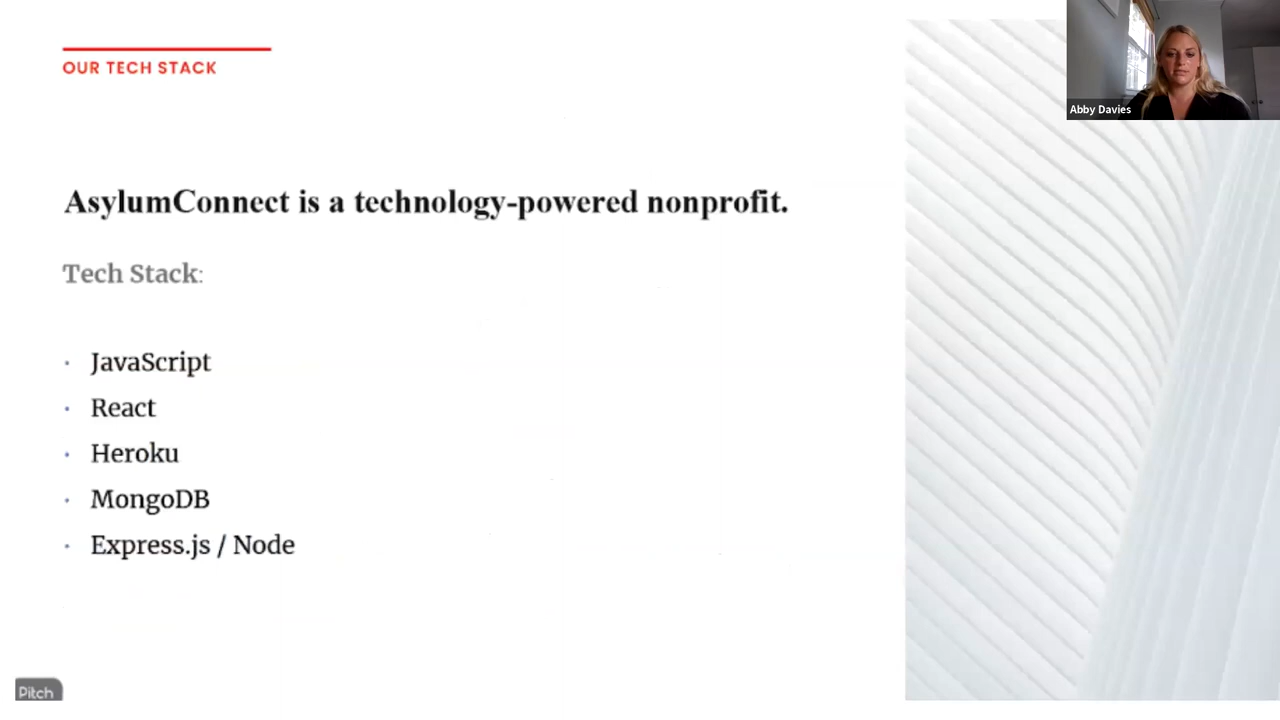 OUR TECH STACK
Abby Davies
AsylumConnect is a technology-powered nonprofit.
Tech Stack:
· JavaScript
· React
· Heroku
· MongoDB
· Express.js / Node
Pitch